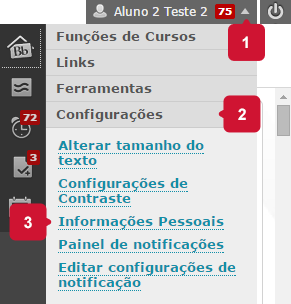 Aluno 2 Teste 2 75
1
Funções de Cursos
Bb
Links
Ferramentas
72
Configurações 2
Alterar tamanho do
texto
3
Configurações de
Contraste
3 Informações Pessoais
Painel de notificações
Editar configurações de
notificação